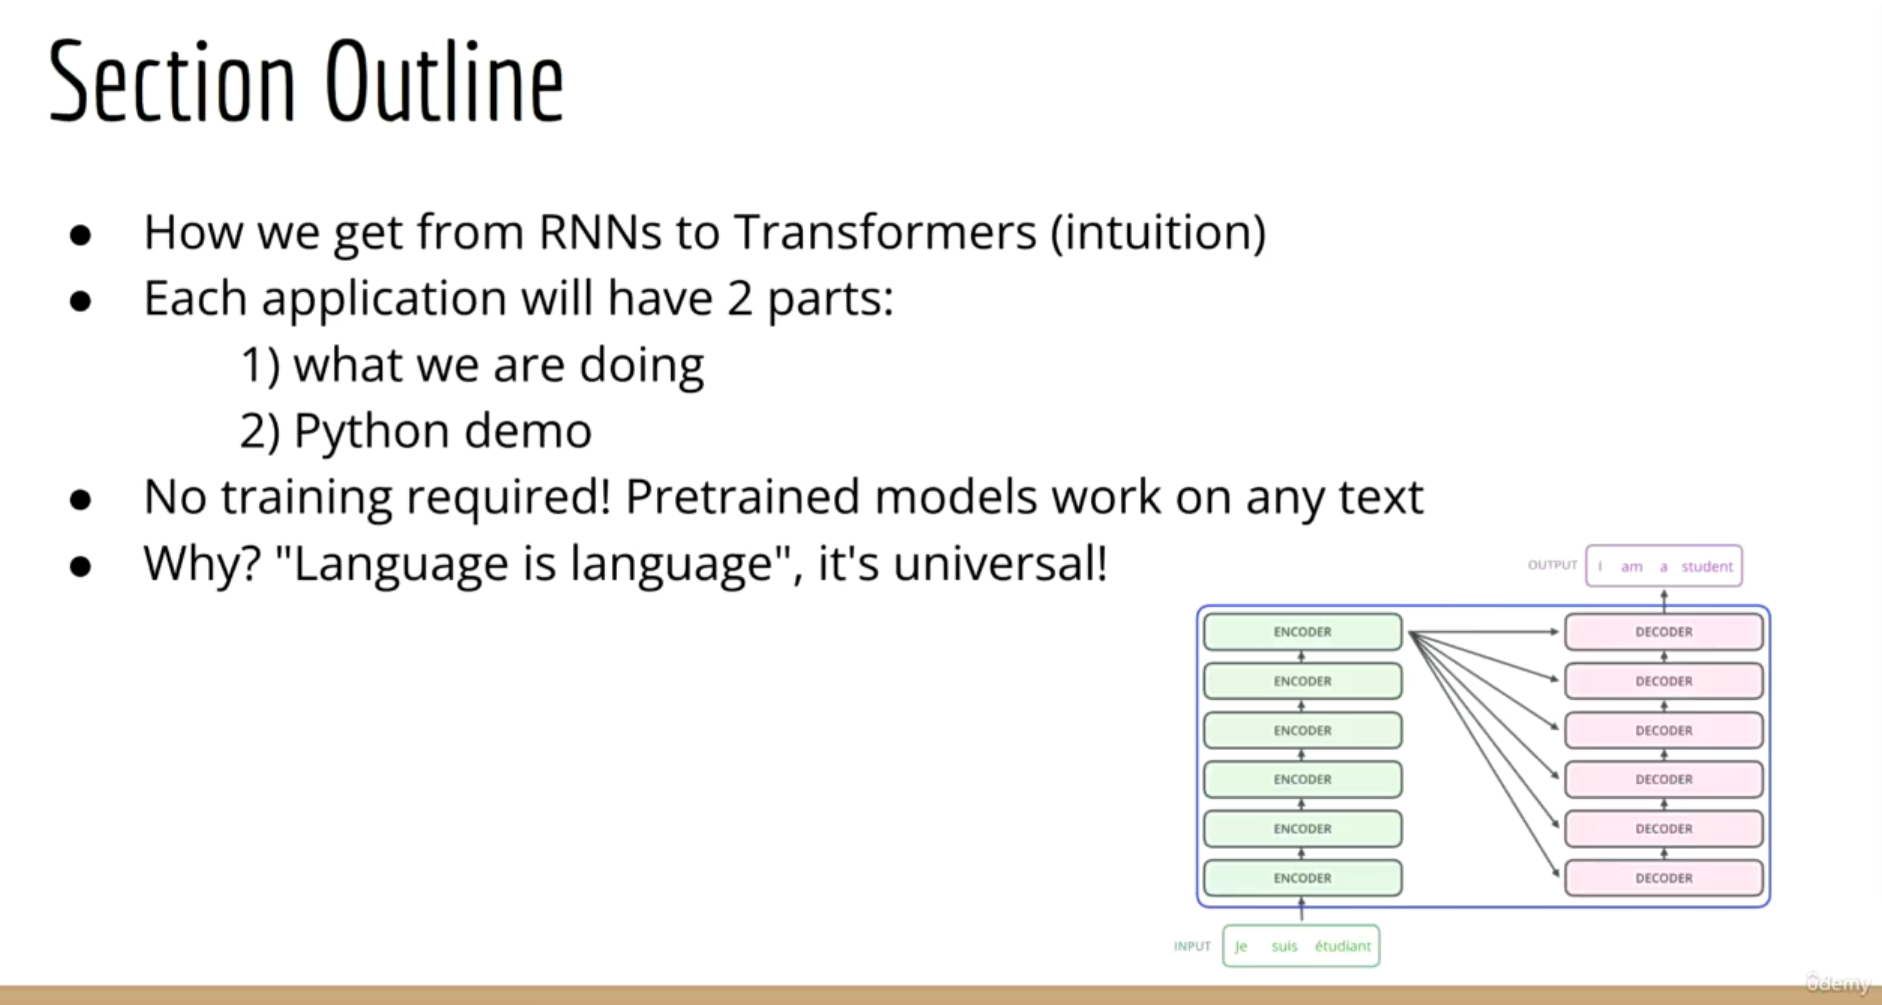 Section Outline
● How we get from RNNs to Transformers (intuition)
● Each application will have 2 parts:
1) what we are doing
2) Python demo
● No training required! Pretrained models work on any text
● Why? "Language is language", it's universal!
OUTPUT I am a student
ENCODER DECODER
ENCODER DECODER
ENCODER DECODER
ENCODER DECODER
ENCODER DECODER
ENCODER DECODER
INPUT Je suis étudiant
ûdemy